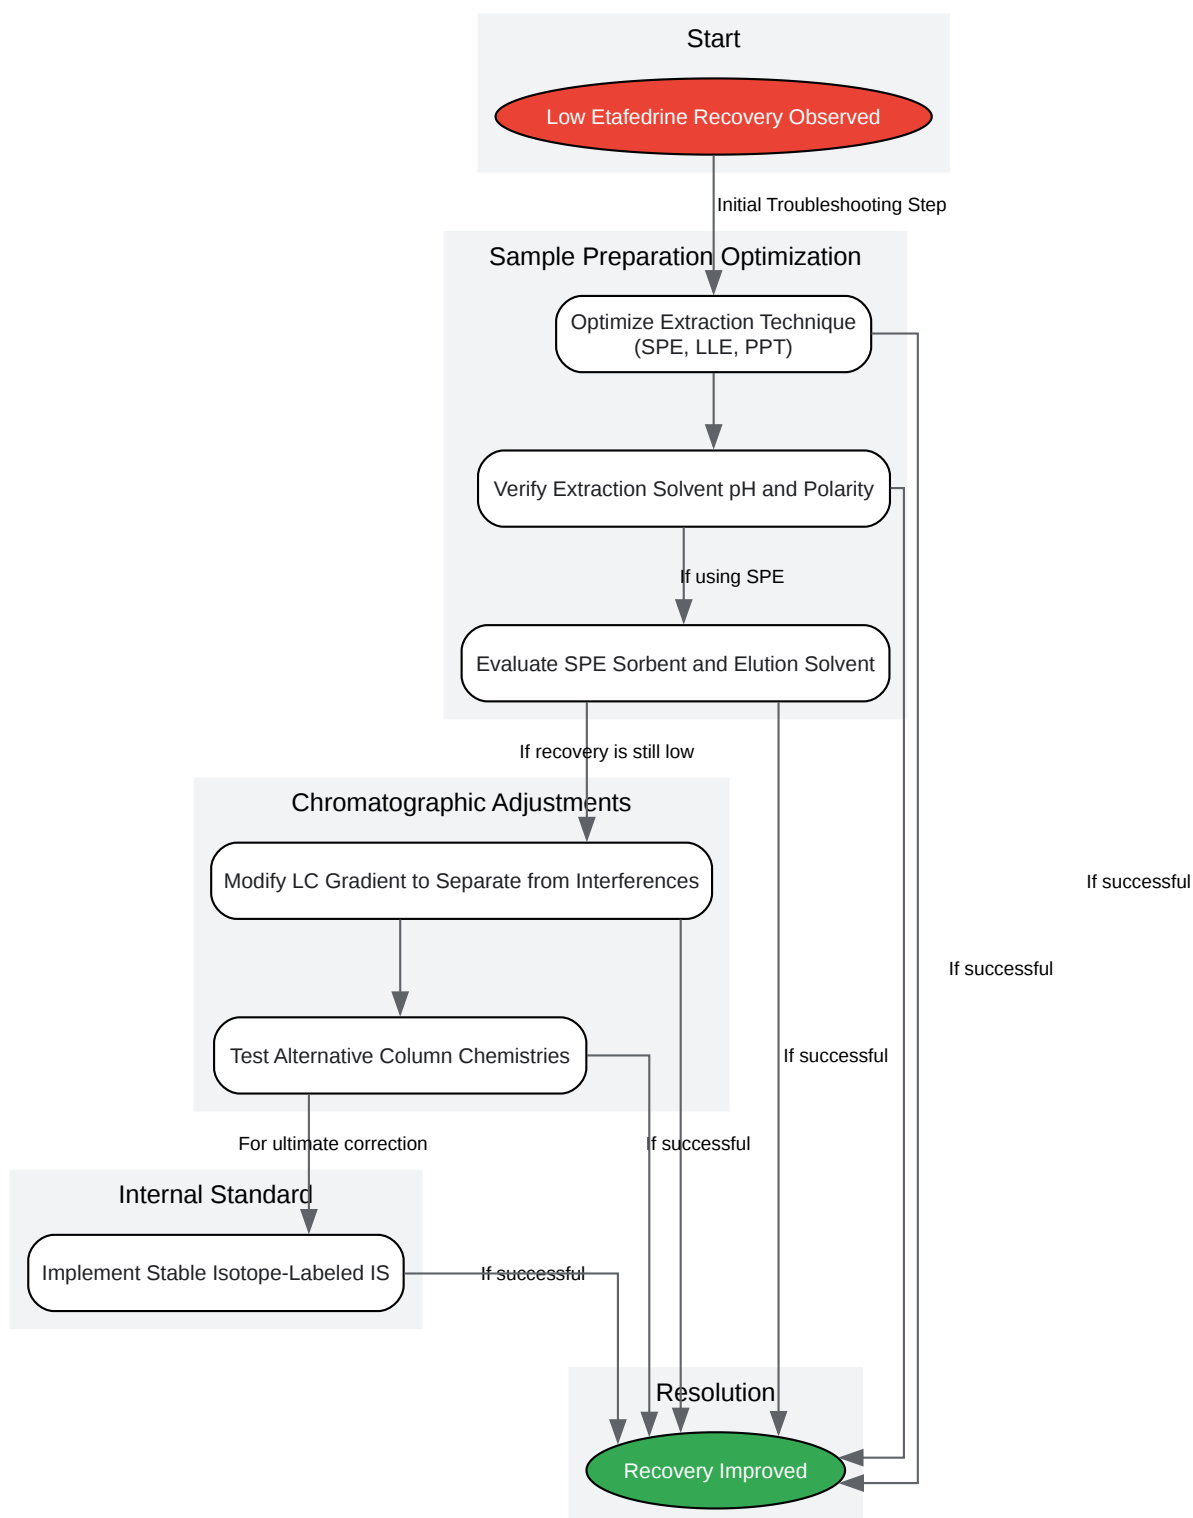 Start
Low Etafedrine Recovery Observed
Initial Troubleshooting Step
Sample Preparation Optimization
Optimize Extraction Technique
(SPE, LLE, PPT)
Verify Extraction Solvent pH and Polarity
If using SPE
Evaluate SPE Sorbent and Elution Solvent
If recovery is still low
Chromatographic Adjustments
Modify LC Gradient to Separate from Interferences
If successful
If successful
Test Alternative Column Chemistries
If successful
For ultimate correction
If successful
Internal Standard
Implement Stable Isotope-Labeled IS
If successful
Resolution
Recovery Improved